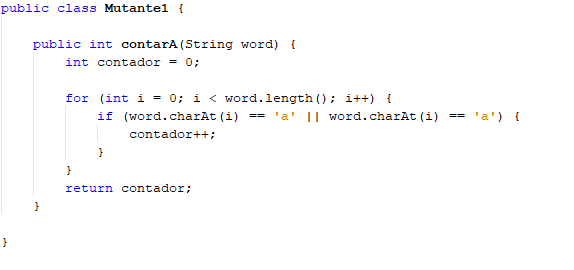 public class Mutante1 {
public int contarA(String word) {
int contador = 0;
for (int i = 0; i < word.length(); i++) {
if (word.charAt(i) == 'a' || word.charAt(i) == 'a') {
contador++;
}
}
return contador;
}
}